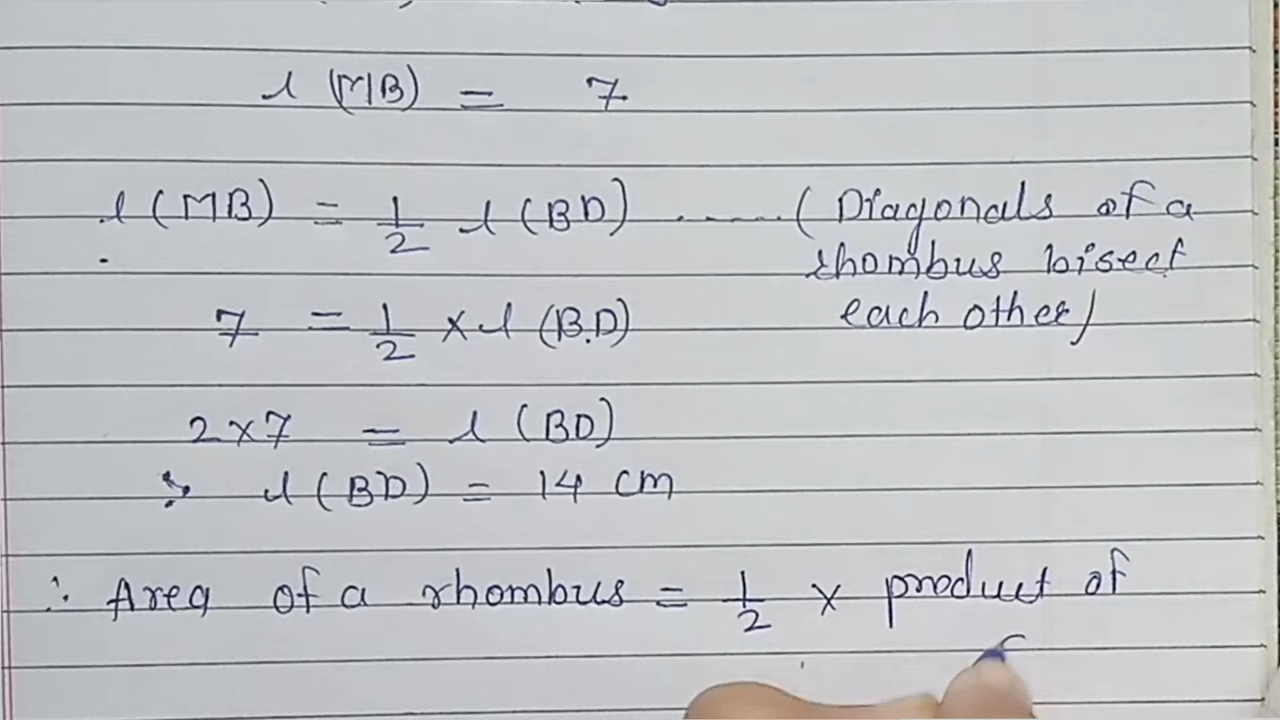 l (MB) = 7
l (MB) = 1/2 l (BD) ...... ( Diagonals of a
rhombus bisect
each other)
7 = 1/2 × l (BD)
2×7 = l (BD)
∴ l (BD) = 14 cm
∴ Area of a rhombus = 1/2 × product of